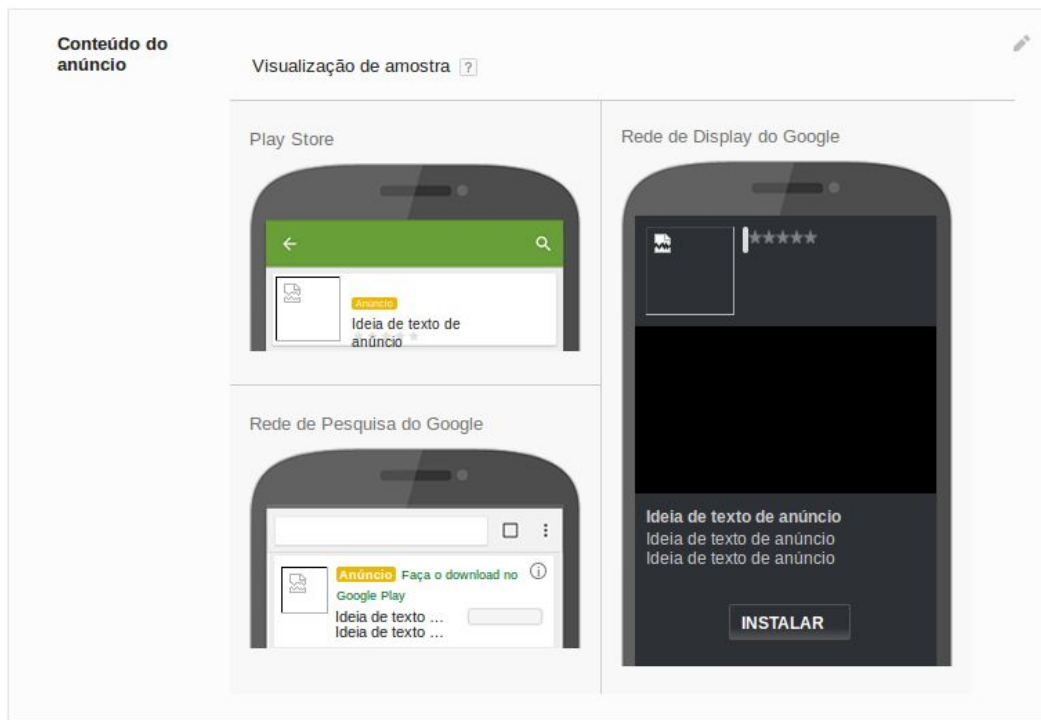 Conteúdo do
anúncio
Visualização de amostra ?
Play Store
Anúncio
Ideia de texto de
anúncio
Rede de Pesquisa do Google
Anúncio Faça o download no
Google Play
Ideia de texto ...
Ideia de texto ...
Rede de Display do Google
Ideia de texto de anúncio
Ideia de texto de anúncio
Ideia de texto de anúncio
INSTALAR